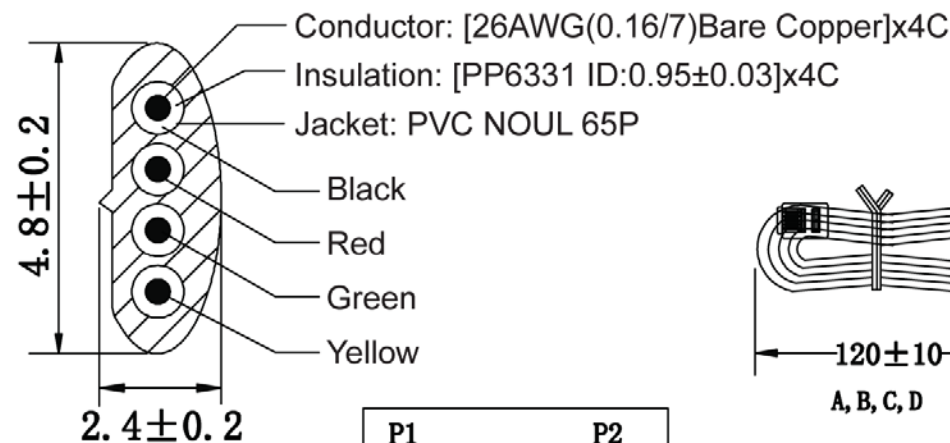 Conductor: [26AWG(0.16/7)Bare Copper]x4C
Insulation: [PP6331 ID:0.95±0.03]x4C
Jacket: PVC NOUL 65P
4.8±0.2
Black
Red
Green
Yellow
2.4±0.2
120±10
A, B, C, D
P1 P2